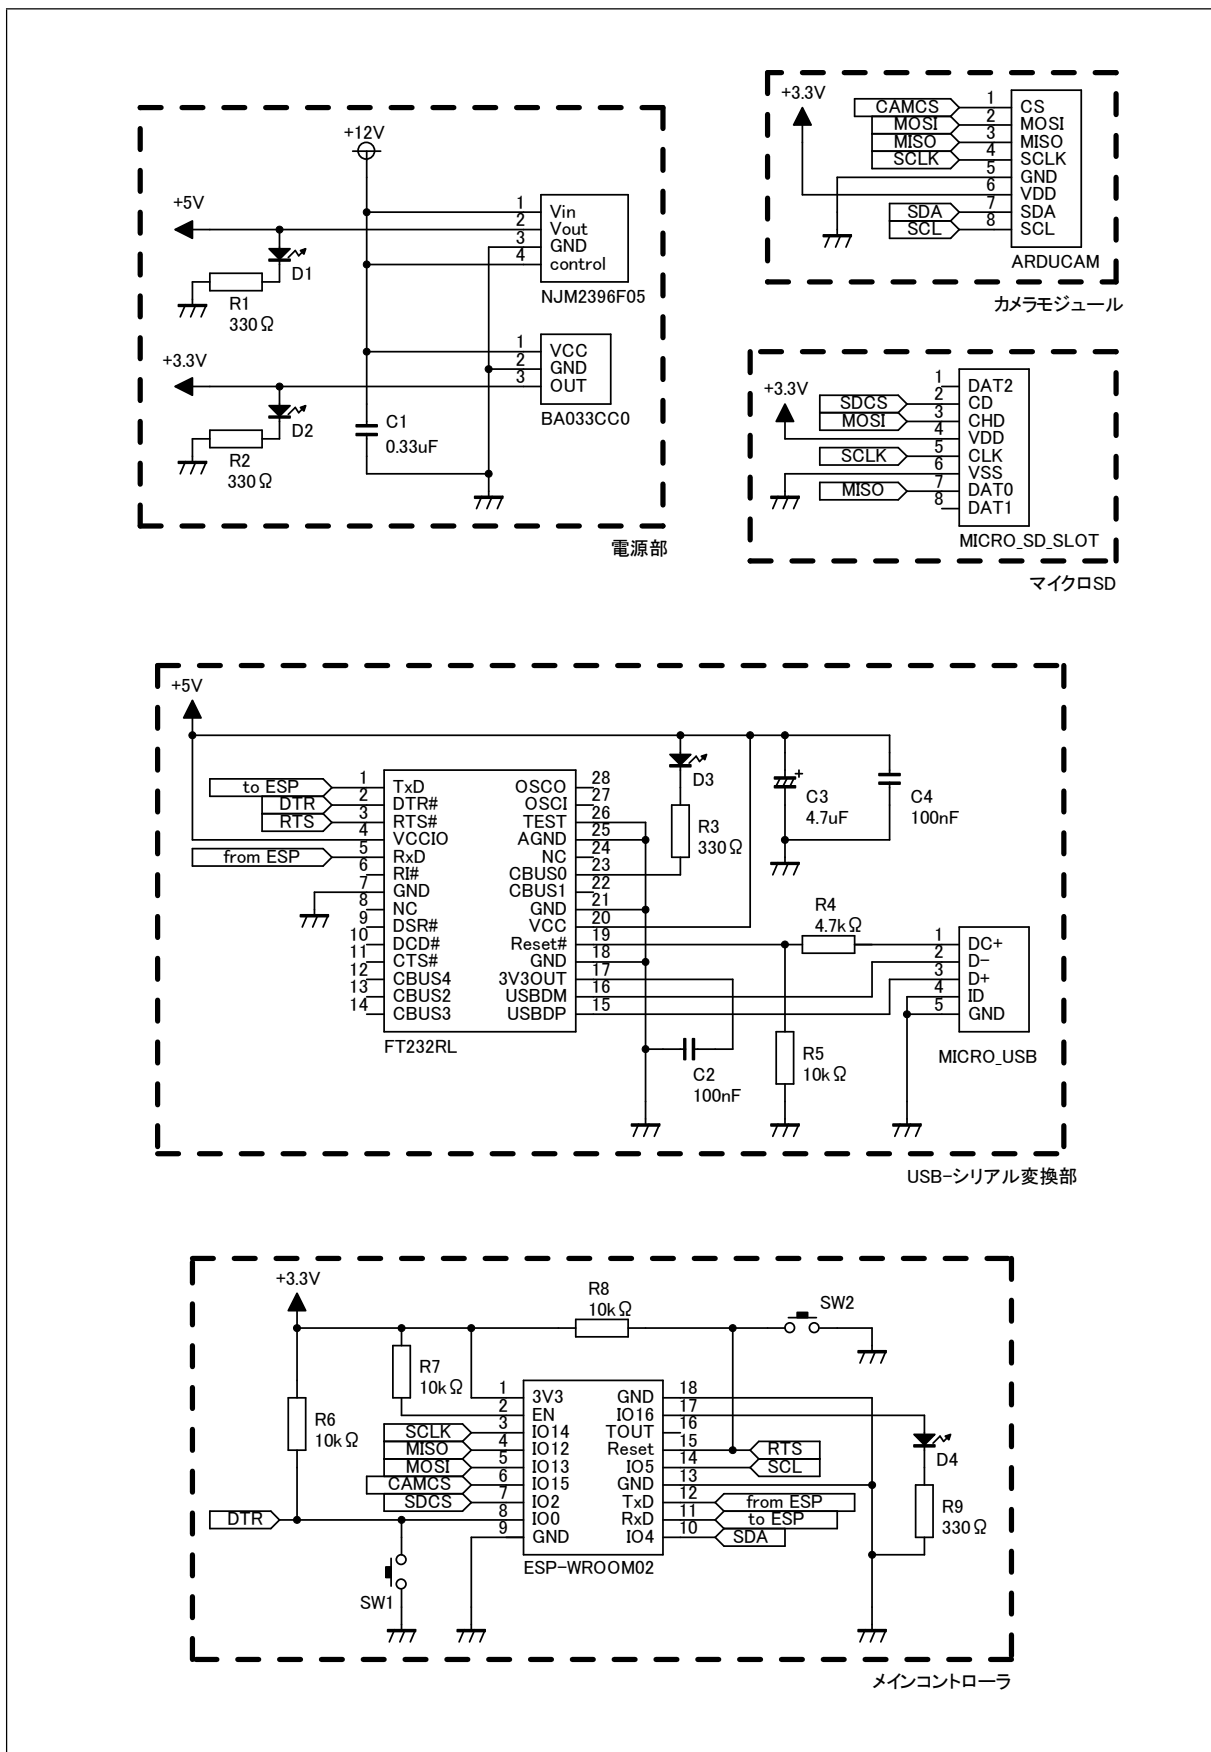 +12V
+5V
1 Vin
2 Vout
3 GND
4 control
NJM2396F05
D1
R1
330Ω
+3.3V
1 VCC
2 GND
3 OUT
BA033CC0
D2
R2
330Ω
C1
0.33uF
電源部
+3.3V
CAMCS 1 CS
MOSI 2 MOSI
MISO 3 MISO
SCLK 4 SCLK
5 GND
6 VDD
SDA 7 SDA
SCL 8 SCL
ARDUCAM
カメラモジュール
+3.3V
1 DAT2
SDCS 2 CD
MOSI 3 CHD
4 VDD
SCLK 5 CLK
6 VSS
MISO 7 DAT0
8 DAT1
MICRO_SD_SLOT
マイクロSD
+5V
to ESP 1 TxD
DTR 2 DTR#
RTS 3 RTS#
4 VCCIO
from ESP 5 RxD
6 RI#
7 GND
8 NC
9 DSR#
10 DCD#
11 CTS#
12 CBUS4
13 CBUS2
14 CBUS3
OSCO 28
OSCI 27
TEST 26
AGND 25
NC 24
CBUS0 23
CBUS1 22
GND 21
VCC 20
Reset# 19
GND 18
3V3OUT 17
USBDM 16
USBDP 15
FT232RL
D3
R3
330Ω
+
C3
4.7uF
C4
100nF
R4
4.7kΩ
C2
100nF
R5
10kΩ
1 DC+
2 D-
3 D+
4 ID
5 GND
MICRO_USB
USB-シリアル変換部
+3.3V
R8
10kΩ
SW2
R7
10kΩ
R6
10kΩ
1 3V3
2 EN
SCLK 3 IO14
MISO 4 IO12
MOSI 5 IO13
CAMCS 6 IO15
SDCS 7 IO2
DTR 8 IO0
9 GND
GND 18
IO16 17
TOUT 16
Reset 15 RTS
IO5 14 SCL
GND 13
TxD 12 from ESP
RxD 11 to ESP
IO4 10 SDA
ESP-WROOM02
D4
R9
330Ω
SW1
メインコントローラ